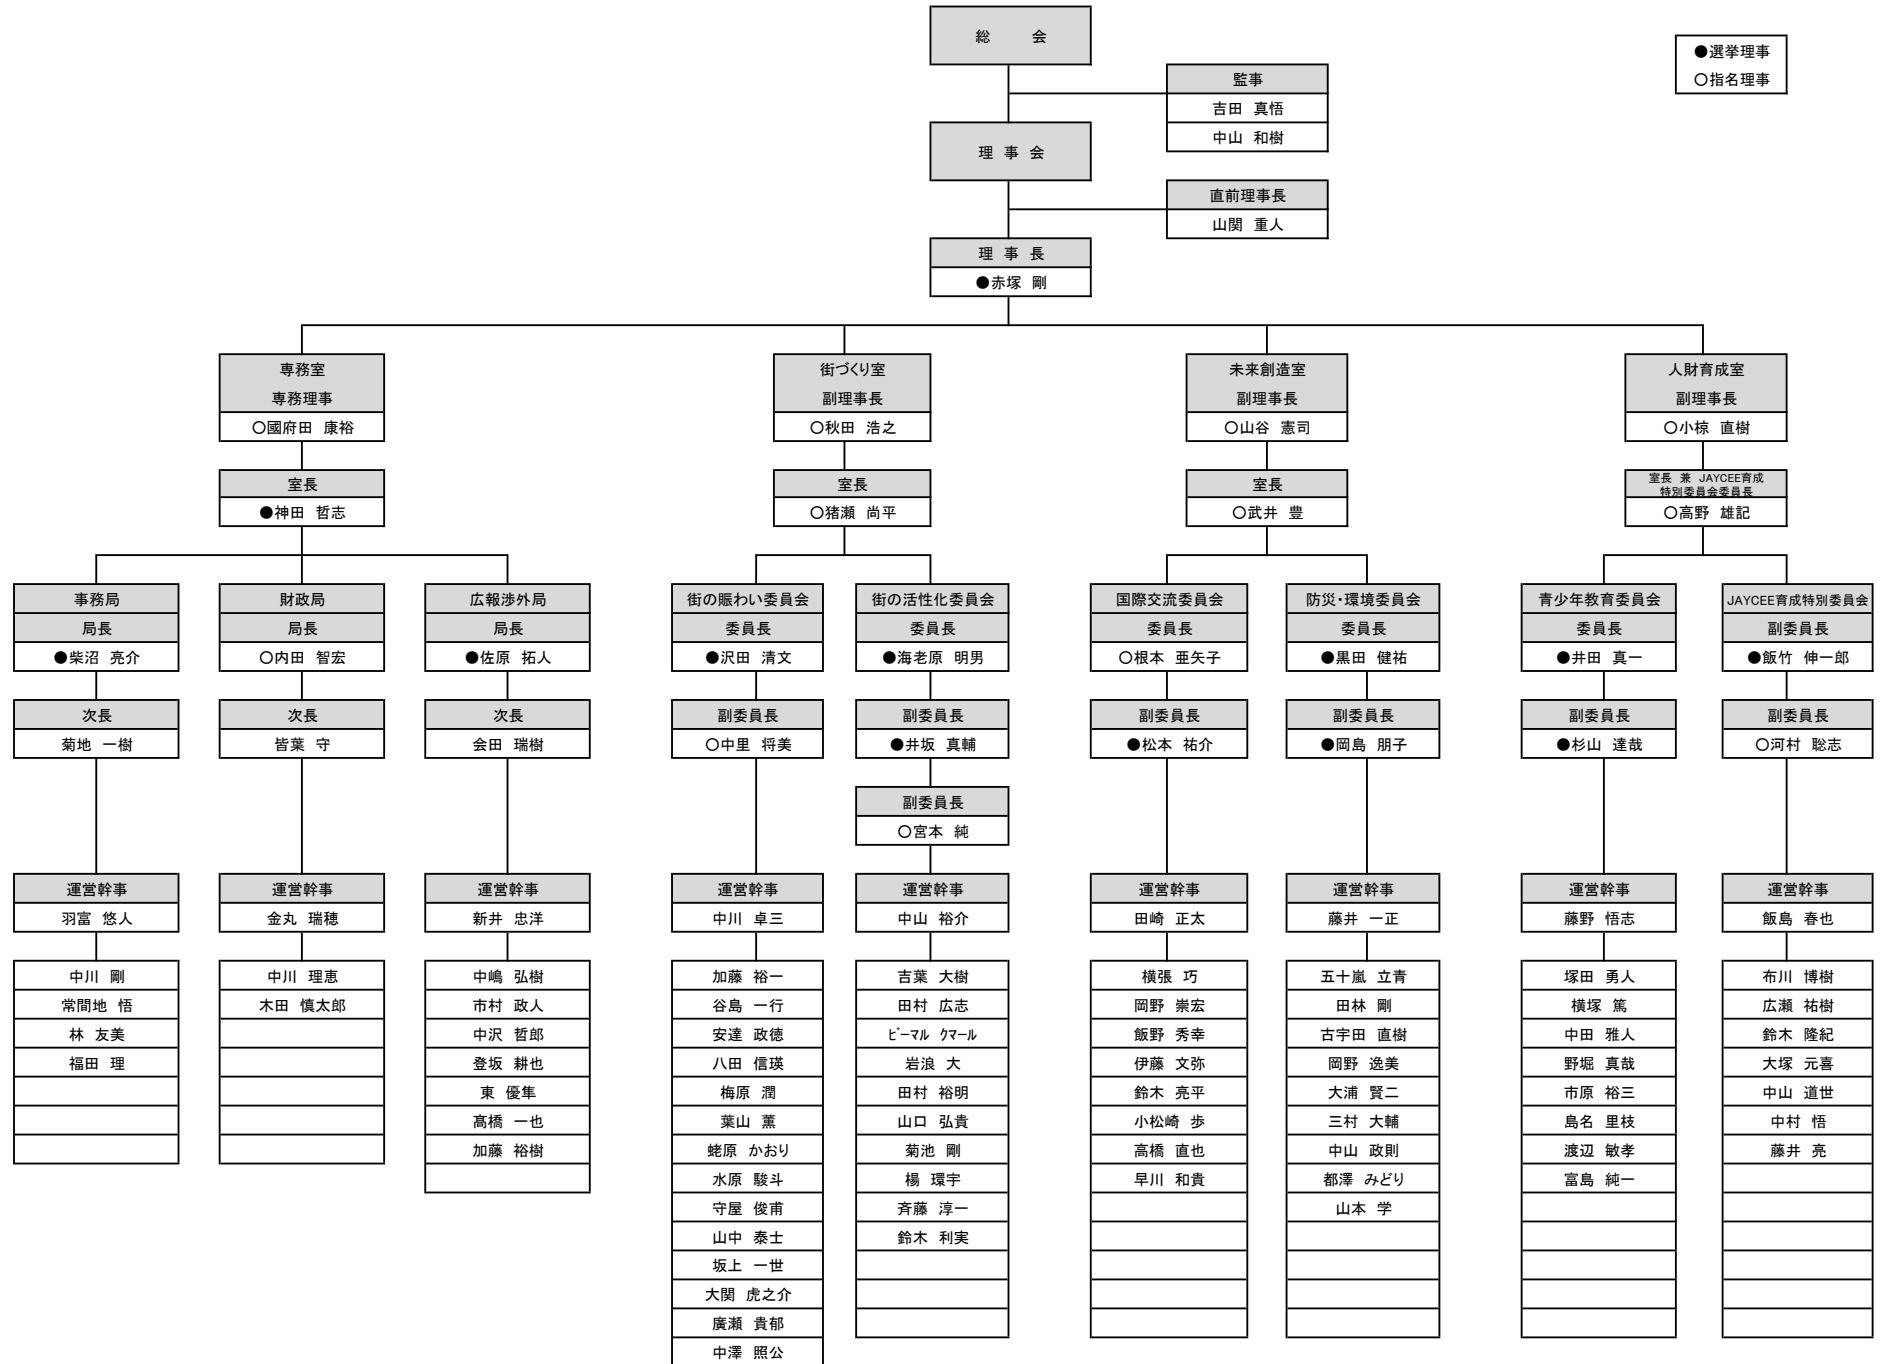 総 会
●選挙理事
○指名理事
監事
吉田 真悟
中山 和樹
理 事 会
直前理事長
山関 重人
理 事 長
●赤塚 剛
専務室
専務理事
○國府田 康裕
街づくり室
副理事長
○秋田 浩之
未来創造室
副理事長
○山谷 憲司
人財育成室
副理事長
○小椋 直樹
室長
●神田 哲志
室長
○猪瀬 尚平
室長
○武井 豊
室長 兼 JAYCEE育成
特別委員会委員長
○高野 雄記
事務局
局長
●柴沼 亮介
次長
菊地 一樹
運営幹事
羽富 悠人
中川 剛
常間地 悟
林 友美
福田 理
財政局
局長
○内田 智宏
次長
皆葉 守
運営幹事
金丸 瑞穂
中川 理恵
木田 慎太郎
広報渉外局
局長
●佐原 拓人
次長
会田 瑞樹
運営幹事
新井 忠洋
中嶋 弘樹
市村 政人
中沢 哲郎
登坂 耕也
東 優隼
髙橋 一也
加藤 裕樹
街の賑わい委員会
委員長
●沢田 清文
副委員長
○中里 将美
運営幹事
中川 卓三
加藤 裕一
谷島 一行
安達 政徳
八田 信瑛
梅原 潤
葉山 薫
蛯原 かおり
水原 駿斗
守屋 俊甫
山中 泰士
坂上 一世
大関 虎之介
廣瀬 貴郁
中澤 照公
街の活性化委員会
委員長
●海老原 明男
副委員長
●井坂 真輔
副委員長
○宮本 純
運営幹事
中山 裕介
吉葉 大樹
田村 広志
ビーマル クマール
岩浪 大
田村 裕明
山口 弘貴
菊池 剛
楊 環宇
斉藤 淳一
鈴木 利実
国際交流委員会
委員長
○根本 亜矢子
副委員長
●松本 祐介
運営幹事
田崎 正太
横張 巧
岡野 崇宏
飯野 秀幸
伊藤 文弥
鈴木 亮平
小松崎 歩
高橋 直也
早川 和貴
防災・環境委員会
委員長
●黒田 健祐
副委員長
●岡島 朋子
運営幹事
藤井 一正
五十嵐 立青
田林 剛
古宇田 直樹
岡野 逸美
大浦 賢二
三村 大輔
中山 政則
都澤 みどり
山本 学
青少年教育委員会
委員長
●井田 真一
副委員長
●杉山 達哉
運営幹事
藤野 悟志
塚田 勇人
横塚 篤
中田 雅人
野堀 真哉
市原 裕三
島名 里枝
渡辺 敏孝
富島 純一
JAYCEE育成特別委員会
副委員長
●飯竹 伸一郎
副委員長
○河村 聡志
運営幹事
飯島 春也
布川 博樹
広瀬 祐樹
鈴木 隆紀
大塚 元喜
中山 道世
中村 悟
藤井 亮